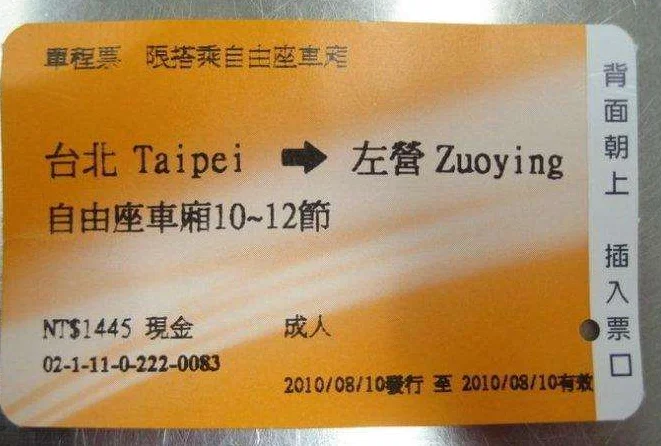 單程票 限搭乘自由座車廂
台北 Taipei ➡ 左營 Zuoying
自由座車廂10~12節
NT$1445 現金 成人
02-1-11-0-222-0083
2010/08/10發行 至 2010/08/10有效
背面朝上 插入票口